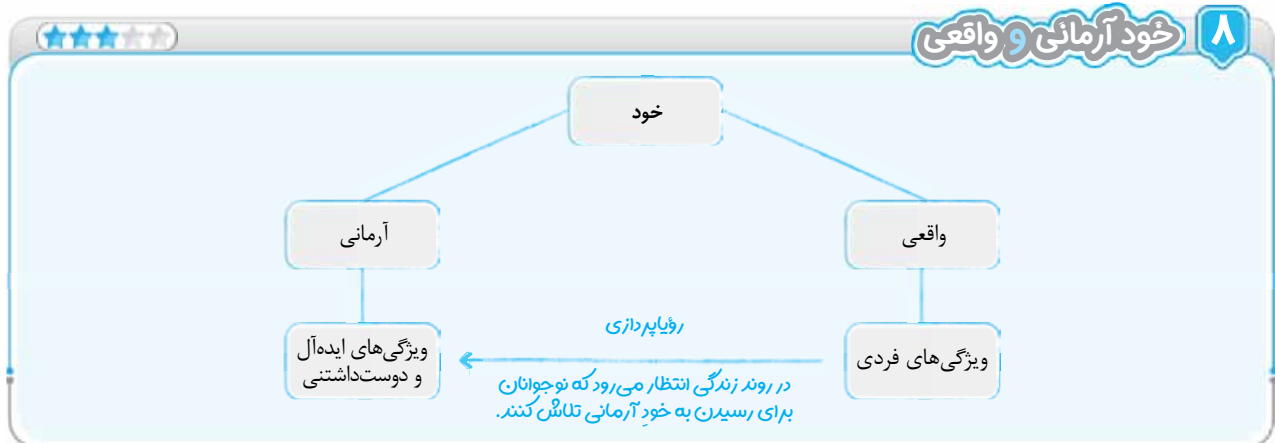 ۸ خود آرمانی و واقعی
خود
واقعی
آرمانی
ویژگی‌های فردی
رؤیاپردازی
در روند زندگی انتظار می‌رود که نوجوانان
برای رسیدن به خودِ آرمانی تلاش کنند.
ویژگی‌های ایده‌آل
و دوست‌داشتنی